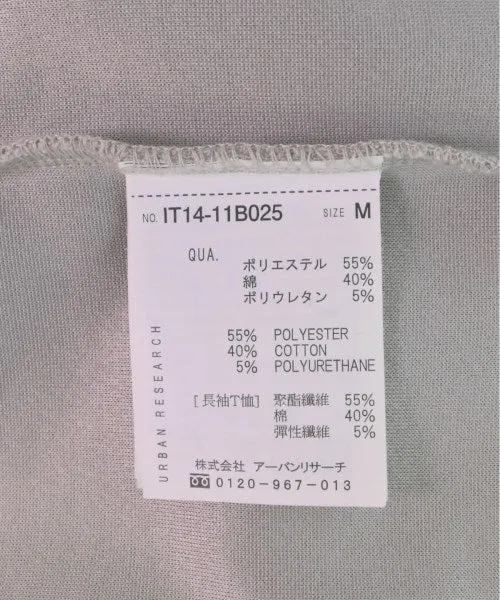 NO. IT14-11B025 SIZE M
QUA.
ポリエステル 55%
綿 40%
ポリウレタン 5%
55% POLYESTER
40% COTTON
5% POLYURETHANE
[長袖T恤] 聚酯纖維 55%
棉 40%
彈性纖維 5%
URBAN RESEARCH
株式会社 アーバンリサーチ
0120-967-013